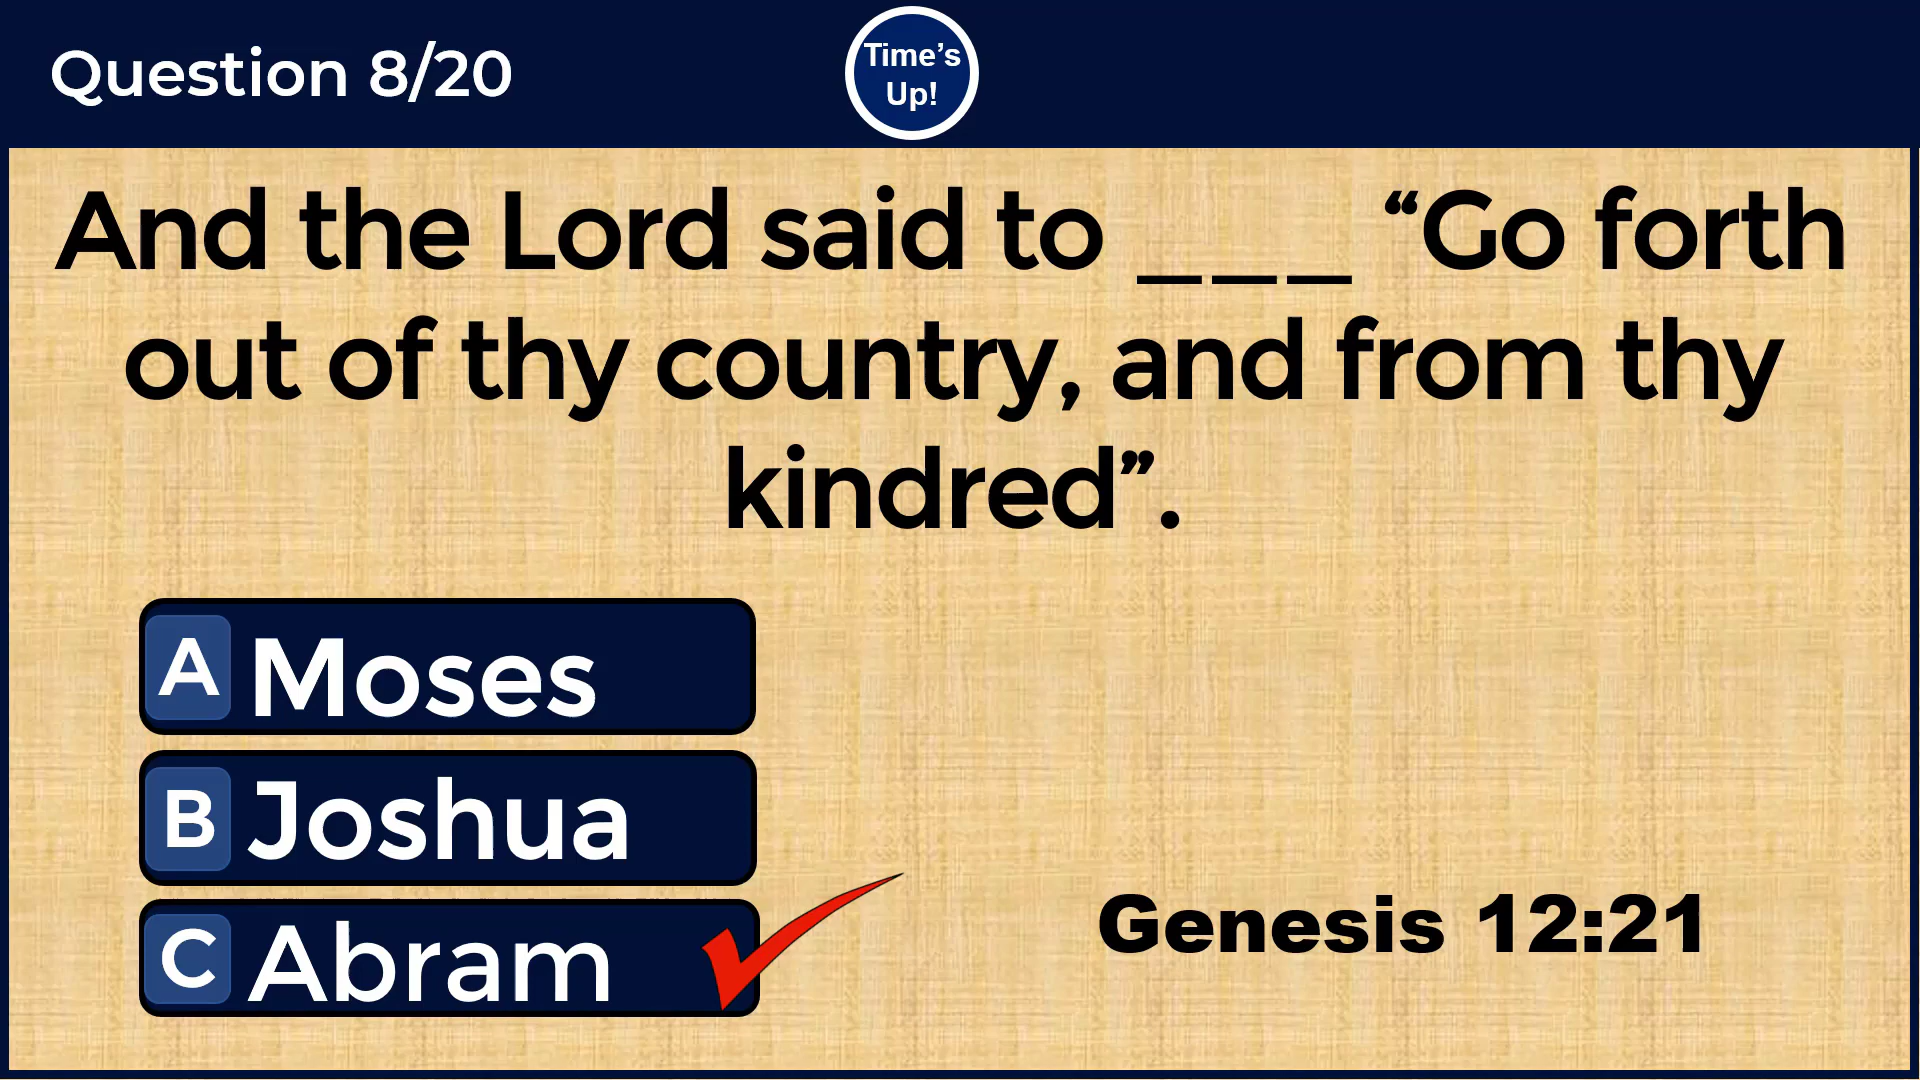 Question 8/20
Time’s
Up!
And the Lord said to ___ “Go forth
out of thy country, and from thy
kindred”.
A Moses
B Joshua
C Abram
Genesis 12:21